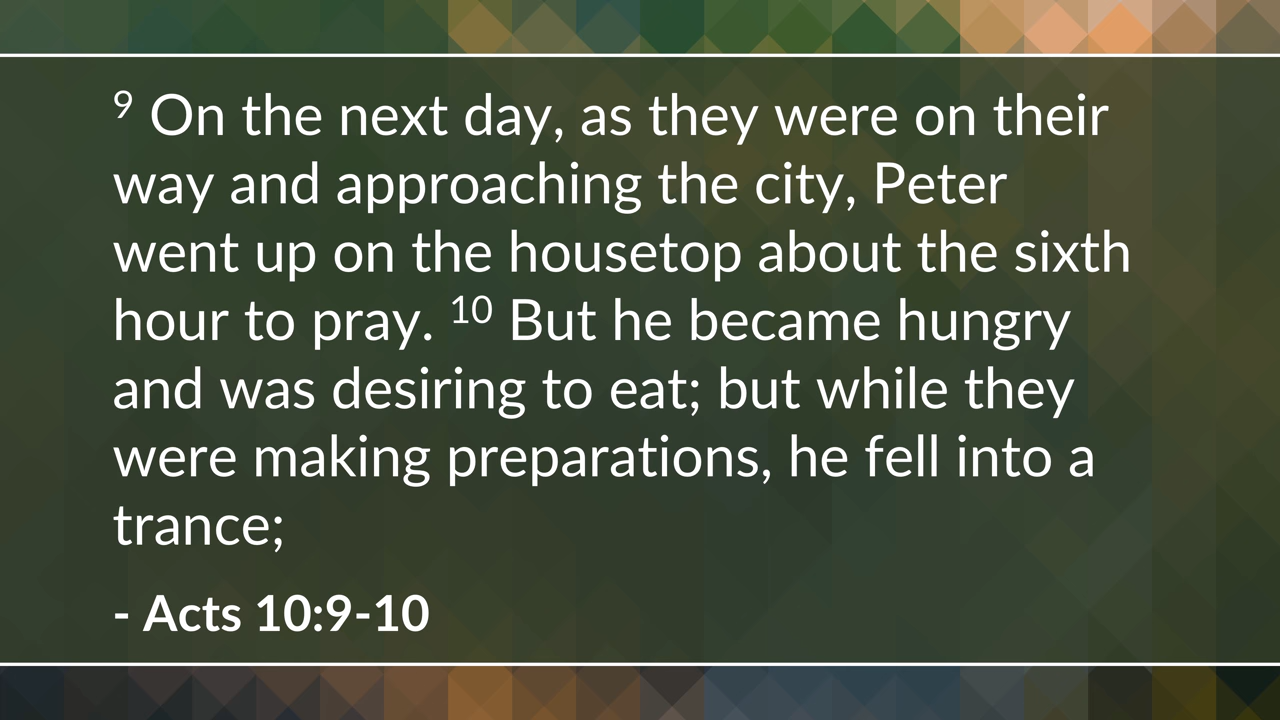 9 On the next day, as they were on their
way and approaching the city, Peter
went up on the housetop about the sixth
hour to pray. 10 But he became hungry
and was desiring to eat; but while they
were making preparations, he fell into a
trance;
- Acts 10:9-10